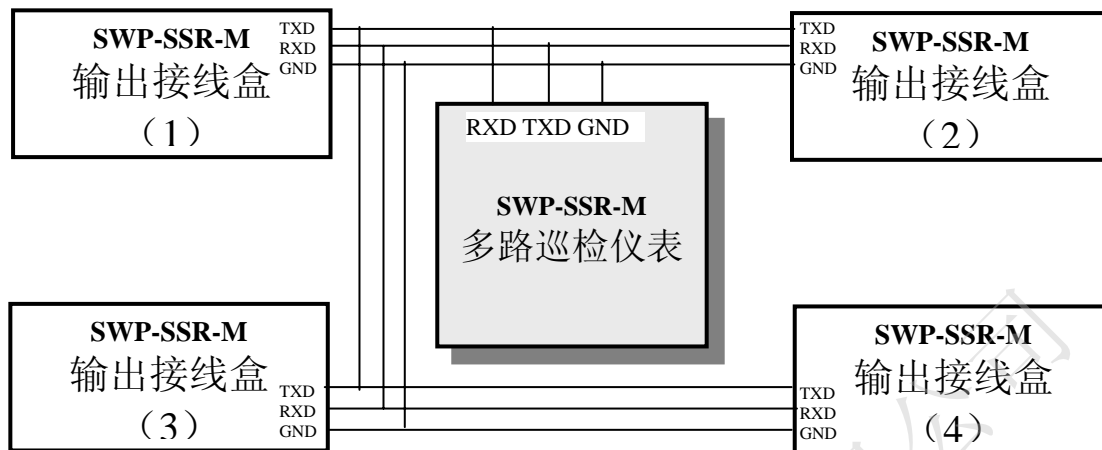 SWP-SSR-M
输出接线盒
（1）
TXD
RXD
GND
TXD
RXD
GND
SWP-SSR-M
输出接线盒
（2）
RXD TXD GND
SWP-SSR-M
多路巡检仪表
SWP-SSR-M
输出接线盒
（3）
TXD
RXD
GND
TXD
RXD
GND
SWP-SSR-M
输出接线盒
（4）
公司